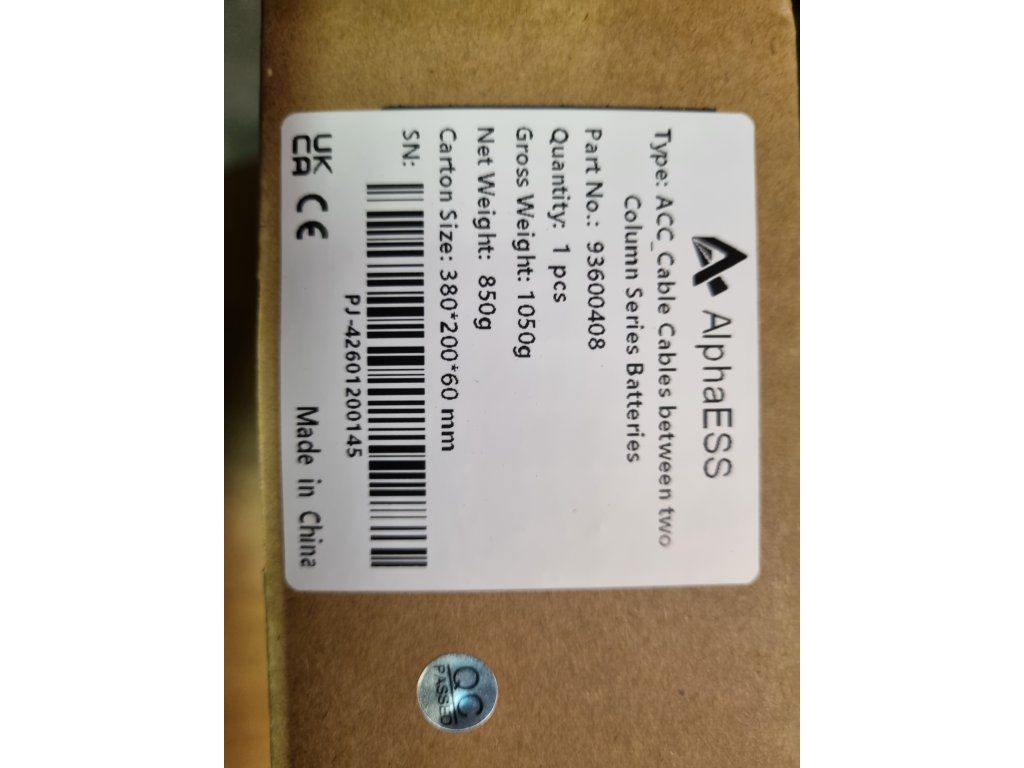 AlphaESS
Type: ACC_Cable Cables between two
Column Series Batteries
Part No.: 93600408
Quantity: 1 pcs
Gross Weight: 1050g
Net Weight: 850g
Carton Size: 380*200*60 mm
SN:
PJ-42601200145
UK
CA CE
Made in China
QC
PASSED